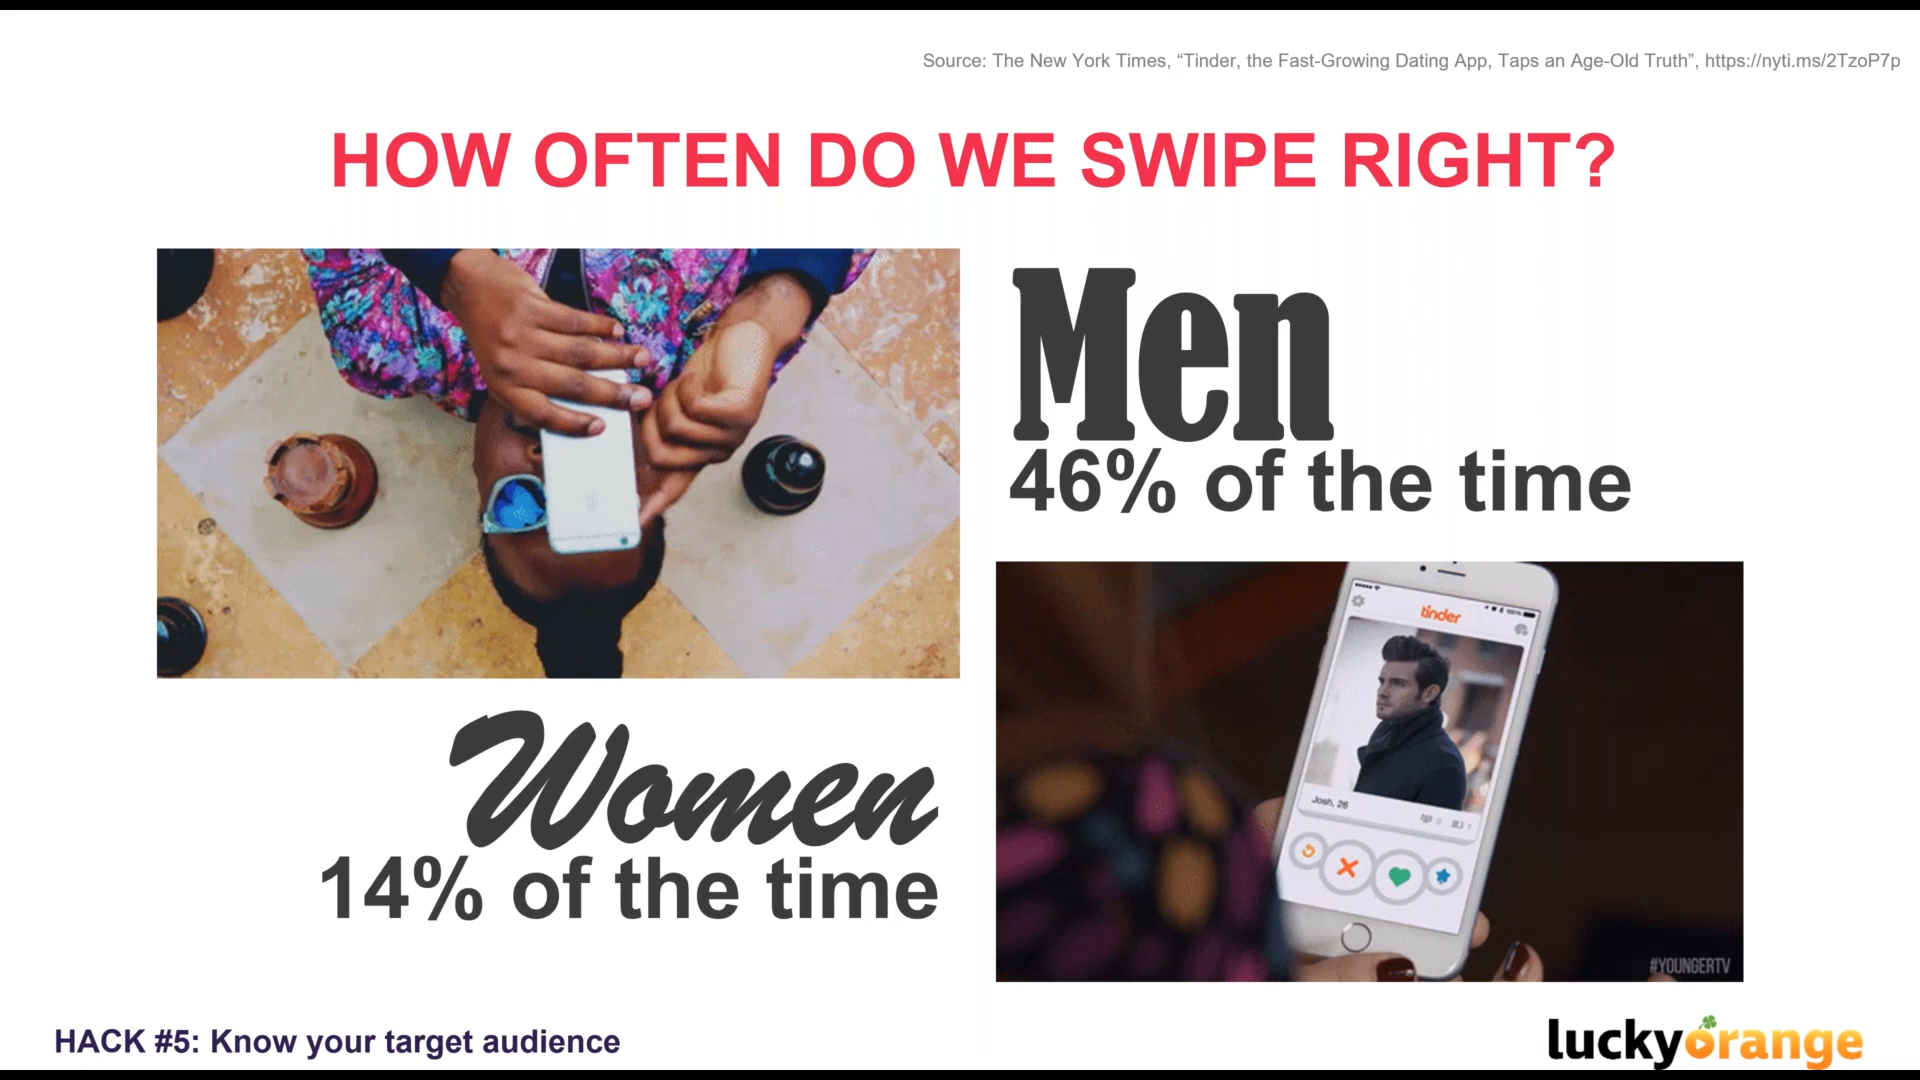 Source: The New York Times, “Tinder, the Fast-Growing Dating App, Taps an Age-Old Truth”, https://nyti.ms/2TzoP7p
HOW OFTEN DO WE SWIPE RIGHT?
Men
46% of the time
tinder
Josh, 26
#YOUNGERTV
Women
14% of the time
HACK #5: Know your target audience
luckyorange